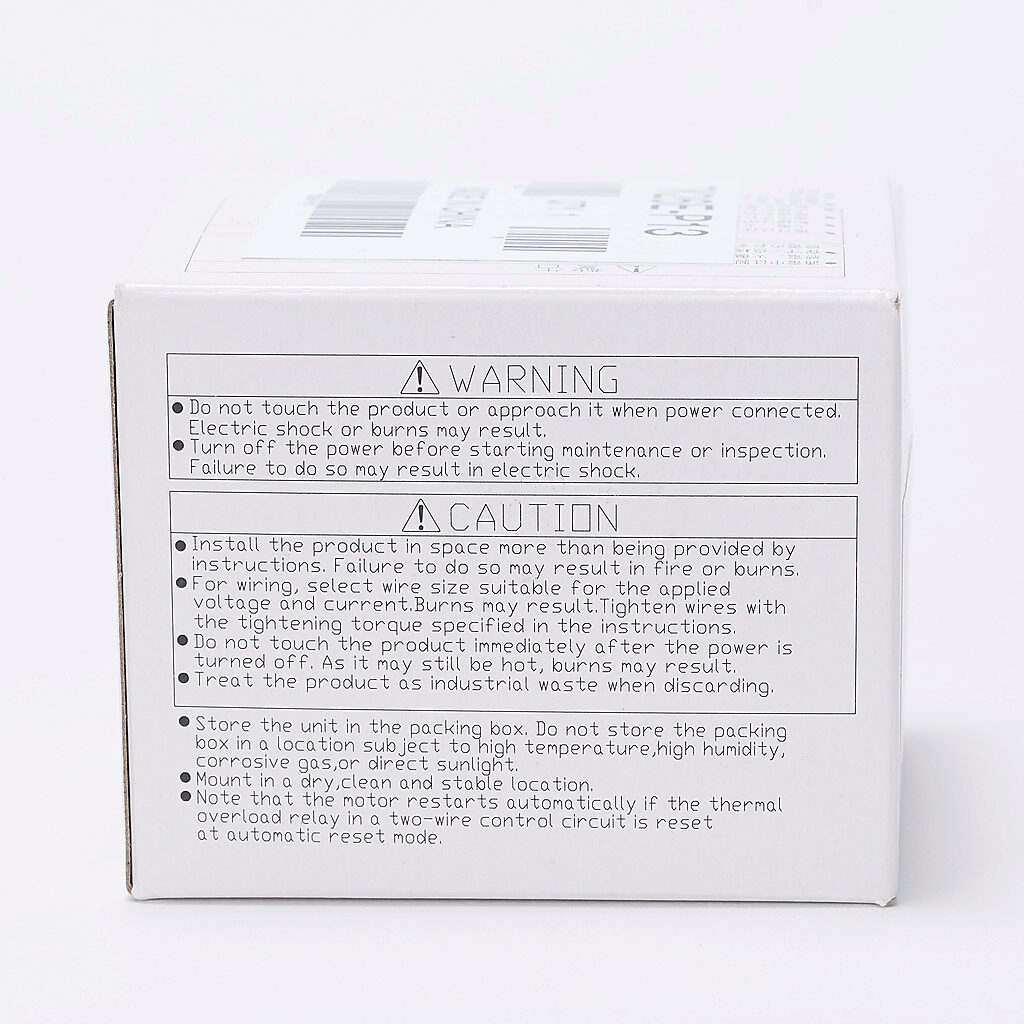 WARNING
● Do not touch the product or approach it when power connected.
Electric shock or burns may result.
● Turn off the power before starting maintenance or inspection.
Failure to do so may result in electric shock.
CAUTION
● Install the product in space more than being provided by
instructions. Failure to do so may result in fire or burns.
● For wiring, select wire size suitable for the applied
voltage and current.Burns may result.Tighten wires with
the tightening torque specified in the instructions.
● Do not touch the product immediately after the power is
turned off. As it may still be hot, burns may result.
● Treat the product as industrial waste when discarding.
● Store the unit in the packing box. Do not store the packing
box in a location subject to high temperature,high humidity,
corrosive gas,or direct sunlight.
● Mount in a dry,clean and stable location.
● Note that the motor restarts automatically if the thermal
overload relay in a two-wire control circuit is reset
at automatic reset mode.